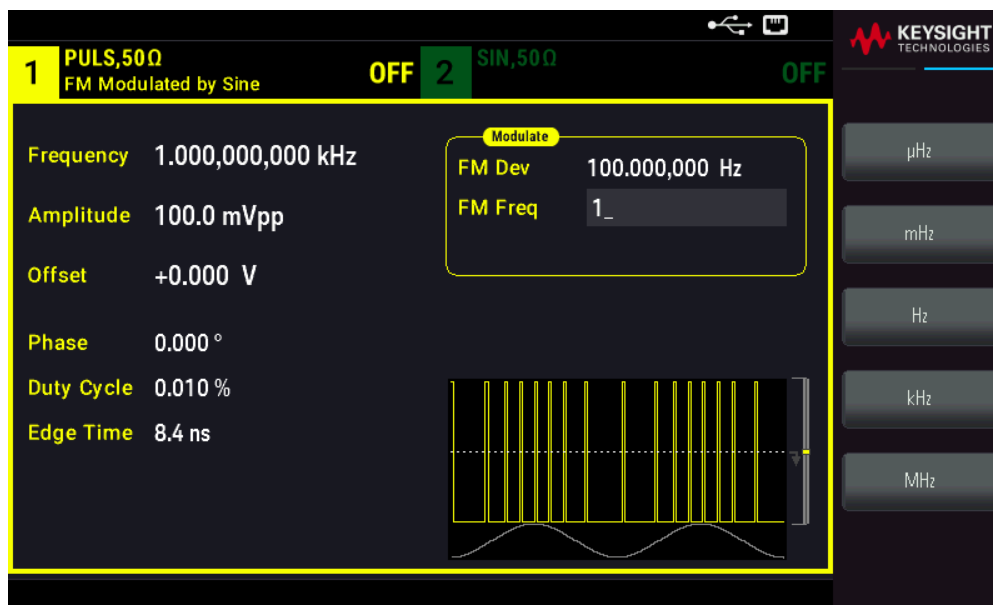 KEYSIGHT
TECHNOLOGIES
1 PULS,50Ω OFF 2 SIN,50Ω OFF
FM Modulated by Sine
Modulate
Frequency 1.000,000,000 kHz
FM Dev 100.000,000 Hz
Amplitude 100.0 mVpp
FM Freq 1_
Offset +0.000 V
Phase 0.000 °
Duty Cycle 0.010 %
Edge Time 8.4 ns
µHz
mHz
Hz
kHz
MHz